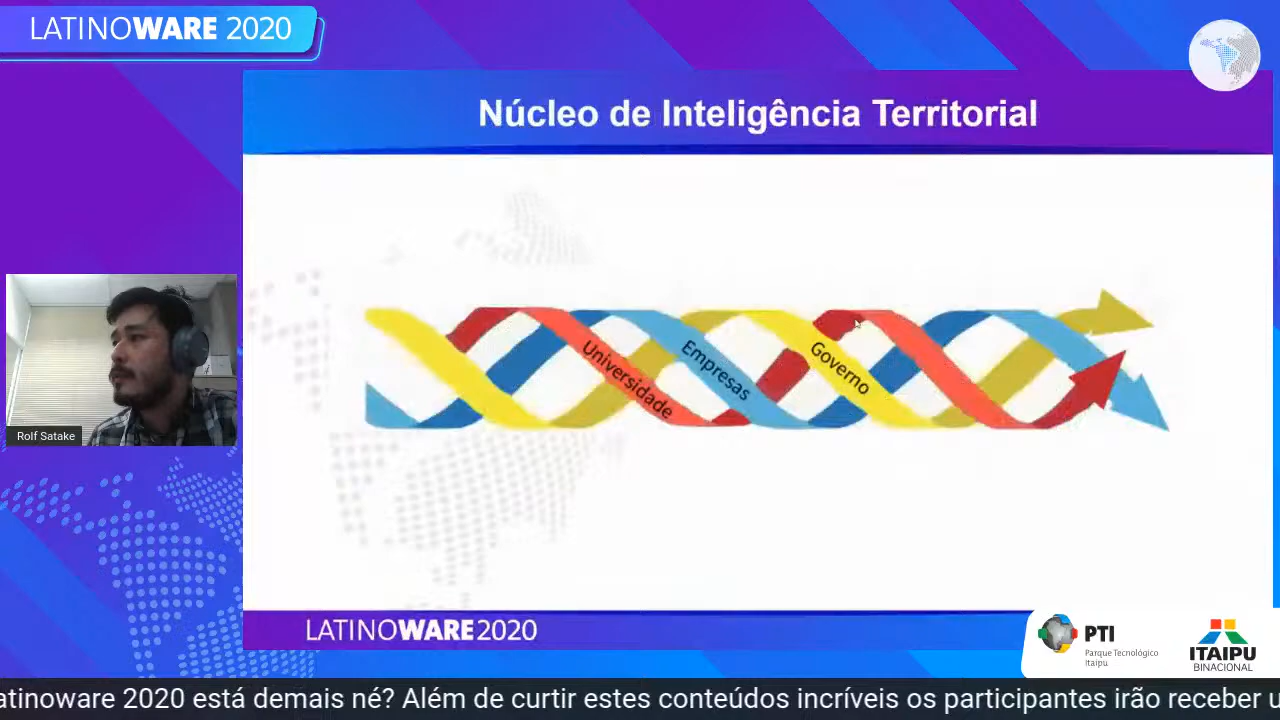 LATINOWARE 2020
Núcleo de Inteligência Territorial
Universidade
Empresas
Governo
Rolf Satake
LATINOWARE2020
PTI
Parque Tecnológico
Itaipu
ITAIPU
BINACIONAL
atinoware 2020 está demais né? Além de curtir estes conteúdos incríveis os participantes irão receber u